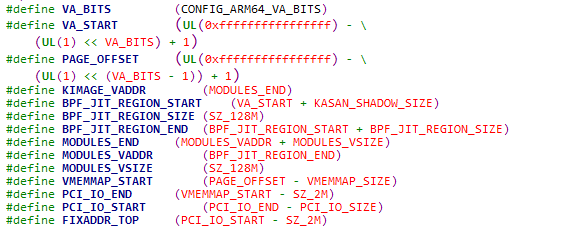 #define VA_BITS (CONFIG_ARM64_VA_BITS)
#define VA_START (UL(0xffffffffffffffff) - \
(UL(1) << VA_BITS) + 1)
#define PAGE_OFFSET (UL(0xffffffffffffffff) - \
(UL(1) << (VA_BITS - 1)) + 1)
#define KIMAGE_VADDR (MODULES_END)
#define BPF_JIT_REGION_START (VA_START + KASAN_SHADOW_SIZE)
#define BPF_JIT_REGION_SIZE (SZ_128M)
#define BPF_JIT_REGION_END (BPF_JIT_REGION_START + BPF_JIT_REGION_SIZE)
#define MODULES_END (MODULES_VADDR + MODULES_VSIZE)
#define MODULES_VADDR (BPF_JIT_REGION_END)
#define MODULES_VSIZE (SZ_128M)
#define VMEMMAP_START (PAGE_OFFSET - VMEMMAP_SIZE)
#define PCI_IO_END (VMEMMAP_START - SZ_2M)
#define PCI_IO_START (PCI_IO_END - PCI_IO_SIZE)
#define FIXADDR_TOP (PCI_IO_START - SZ_2M)